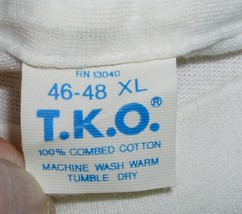 RN 13040
46-48 XL
T.K.O.®
100% COMBED COTTON
MACHINE WASH WARM
TUMBLE DRY